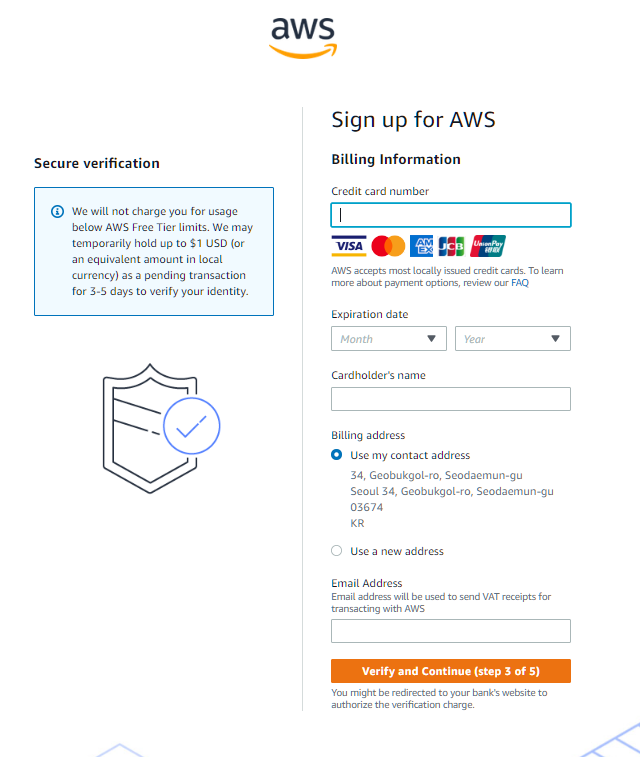 aws
Secure verification
We will not charge you for usage
below AWS Free Tier limits. We may
temporarily hold up to $1 USD (or
an equivalent amount in local
currency) as a pending transaction
for 3-5 days to verify your identity.
Sign up for AWS
Billing Information
Credit card number
VISA
AM
EX
JCB
UnionPay
银联
AWS accepts most locally issued credit cards. To learn
more about payment options, review our FAQ
Expiration date
Month
Year
Cardholder's name
Billing address
Use my contact address
34, Geobukgol-ro, Seodaemun-gu
Seoul 34, Geobukgol-ro, Seodaemun-gu
03674
KR
Use a new address
Email Address
Email address will be used to send VAT receipts for
transacting with AWS
Verify and Continue (step 3 of 5)
You might be redirected to your bank's website to
authorize the verification charge.